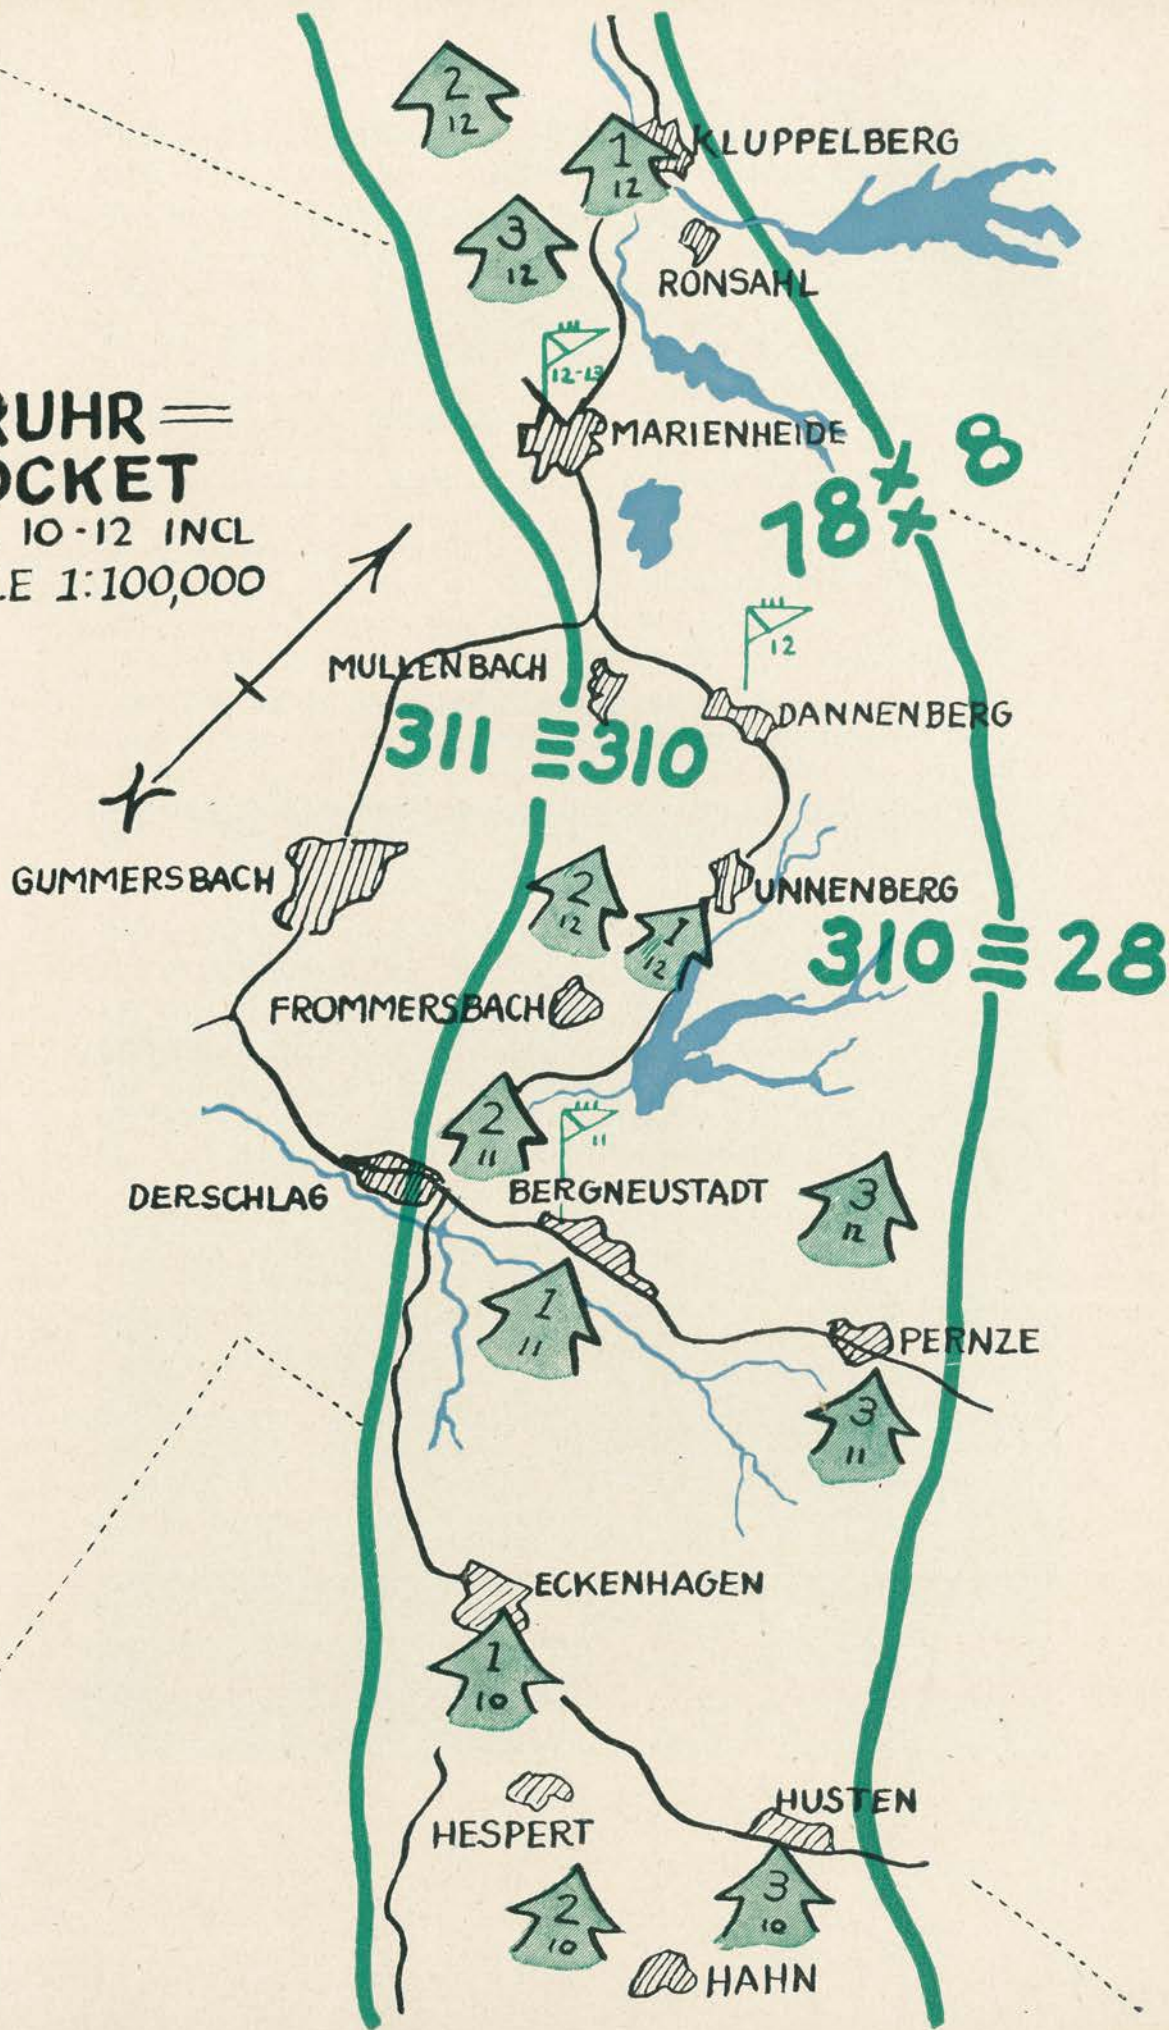 2
12
KLUPPELBERG
1
12
3
12
RONSAHL
12-13
RUHR =
OCKET
10-12 INCL
LE 1:100,000
MARIENHEIDE
8
78
12
MULLENBACH
DANNENBERG
311 310
GUMMERSBACH
2
12
UNNENBERG
1
12
310 28
FROMMERSBACH
2
11
11
DERSCHLAG
BERGNEUSTADT
3
12
1
11
PERNZE
3
11
ECKENHAGEN
1
10
HUSTEN
HESPERT
3
10
2
10
HAHN